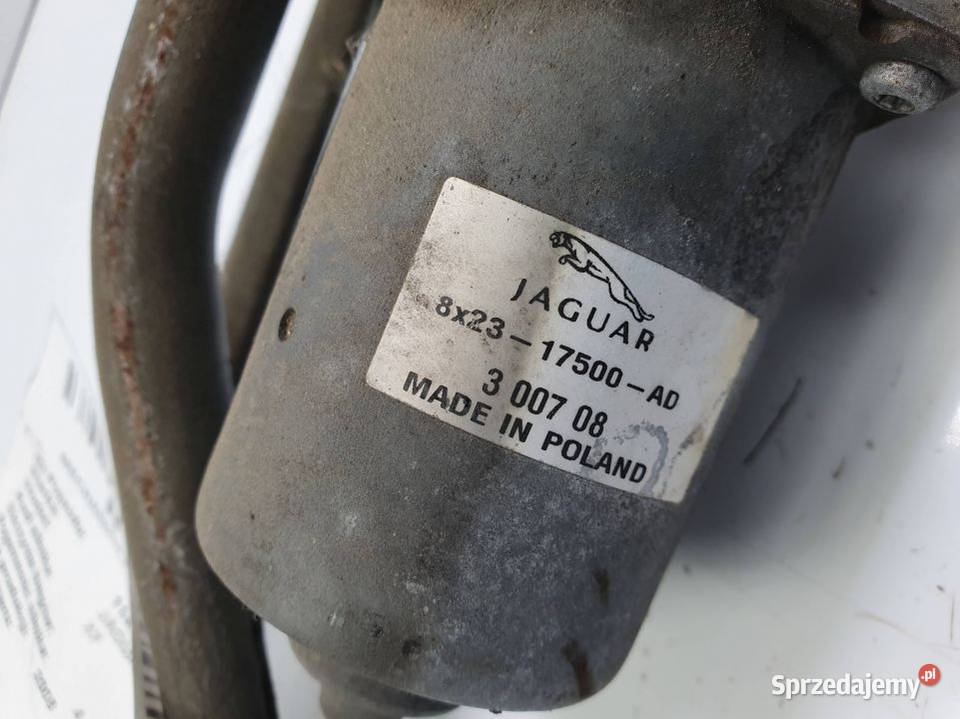 JAGUAR
8x23-17500-AD
3 007 08
MADE IN POLAND
Sprzedajemy.pl